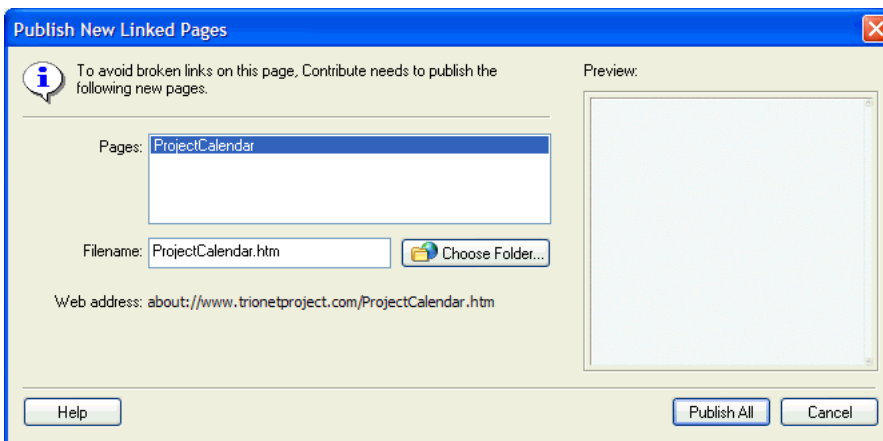 Publish New Linked Pages
To avoid broken links on this page, Contribute needs to publish the
following new pages.
Preview:
Pages:
ProjectCalendar
Filename:
ProjectCalendar.htm
Choose Folder...
Web address: about://www.trionetproject.com/ProjectCalendar.htm
Help
Publish All
Cancel